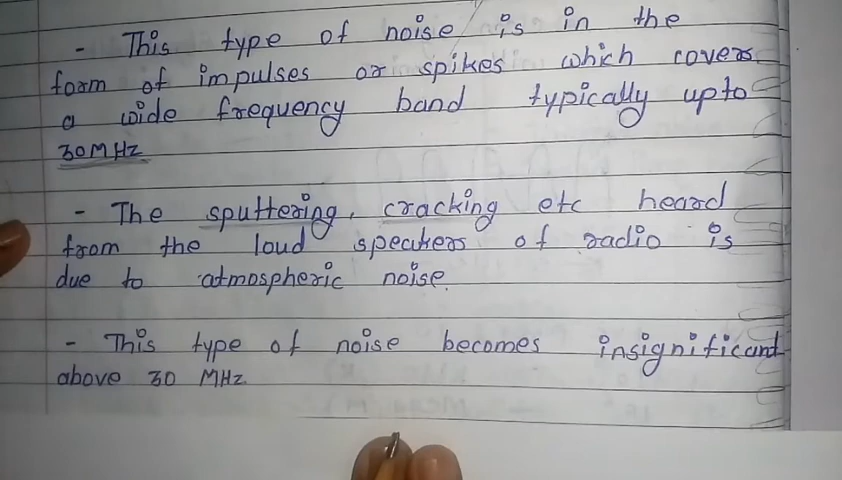 - This type of noise is in the
form of impulses or spikes which covers
a wide frequency band typically upto
30MHz
- The sputtering, cracking etc heard
from the loud speakers of radio is
due to atmospheric noise.
- This type of noise becomes insignificant
above 30 MHz